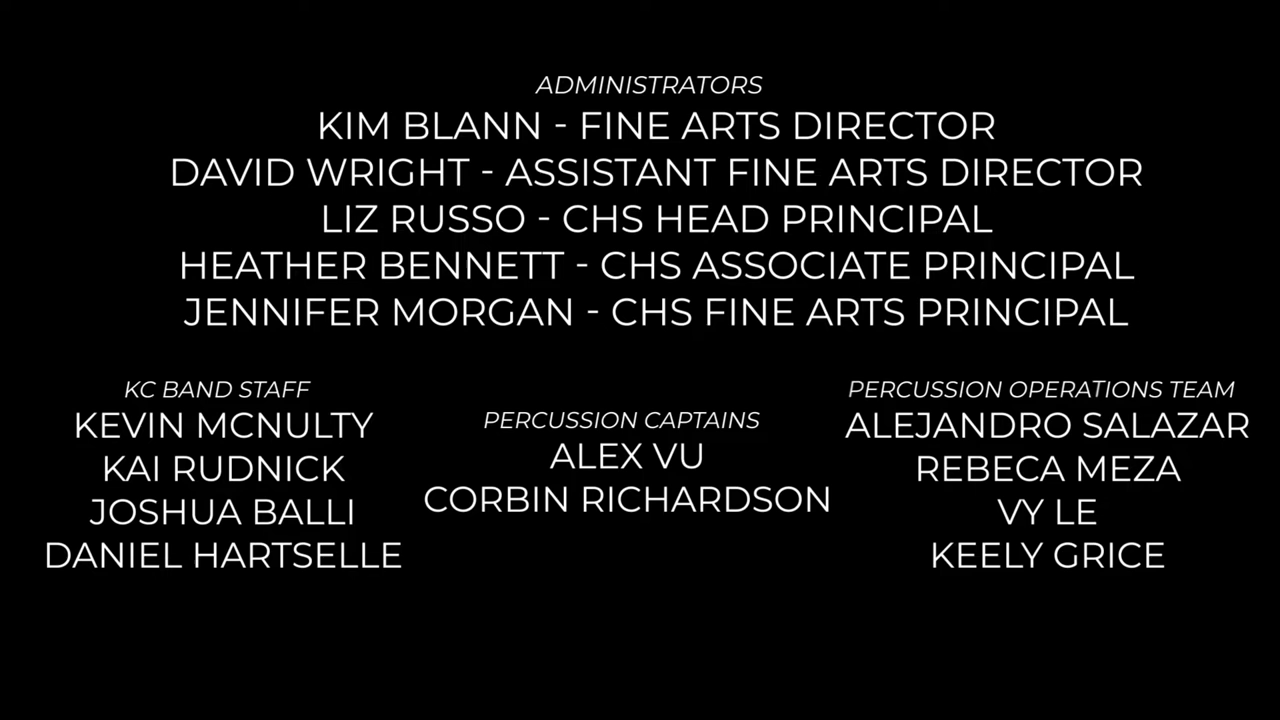 ADMINISTRATORS
KIM BLANN - FINE ARTS DIRECTOR
DAVID WRIGHT - ASSISTANT FINE ARTS DIRECTOR
LIZ RUSSO - CHS HEAD PRINCIPAL
HEATHER BENNETT - CHS ASSOCIATE PRINCIPAL
JENNIFER MORGAN - CHS FINE ARTS PRINCIPAL
KC BAND STAFF
KEVIN MCNULTY
KAI RUDNICK
JOSHUA BALLI
DANIEL HARTSELLE
PERCUSSION CAPTAINS
ALEX VU
CORBIN RICHARDSON
PERCUSSION OPERATIONS TEAM
ALEJANDRO SALAZAR
REBECA MEZA
VY LE
KEELY GRICE